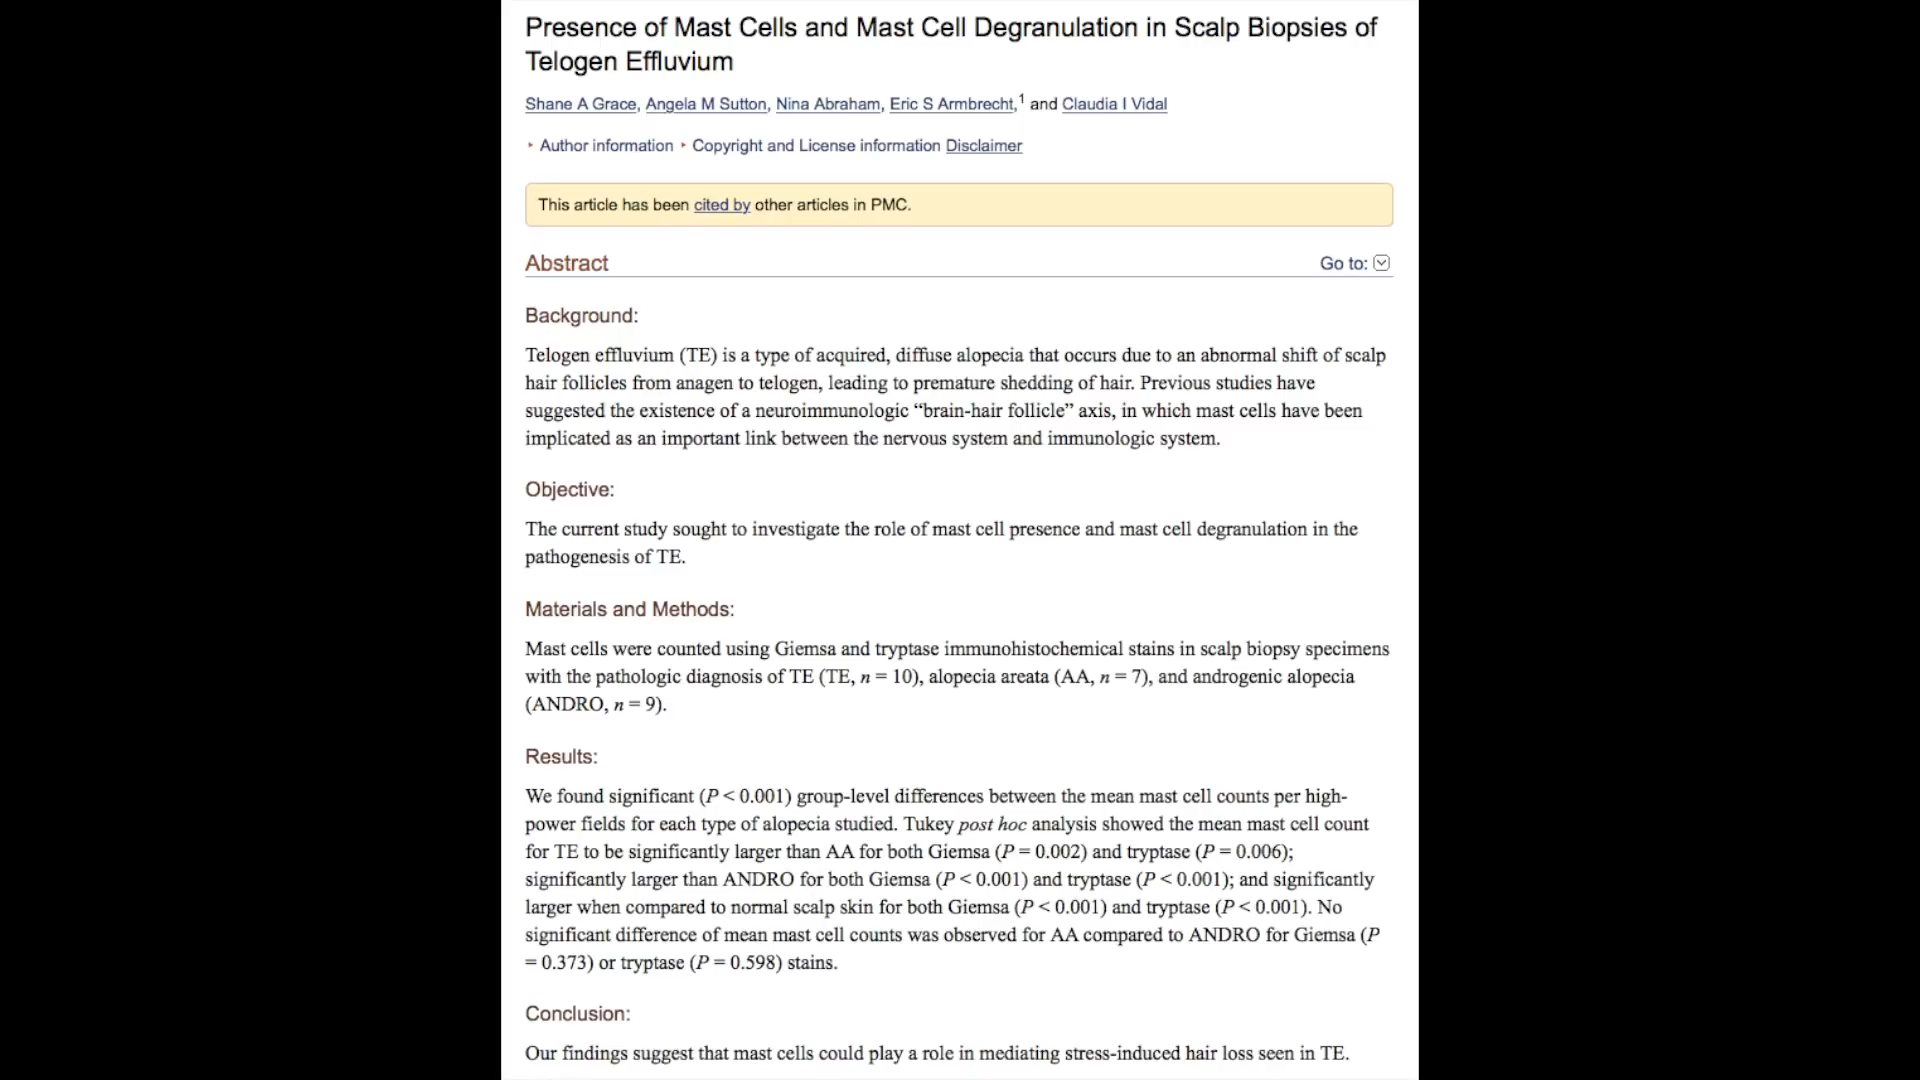 Presence of Mast Cells and Mast Cell Degranulation in Scalp Biopsies of
Telogen Effluvium
Shane A Grace, Angela M Sutton, Nina Abraham, Eric S Armbrecht,1 and Claudia I Vidal
‣ Author information ‣ Copyright and License information Disclaimer
This article has been cited by other articles in PMC.
Abstract
Go to:
Background:
Telogen effluvium (TE) is a type of acquired, diffuse alopecia that occurs due to an abnormal shift of scalp
hair follicles from anagen to telogen, leading to premature shedding of hair. Previous studies have
suggested the existence of a neuroimmunologic “brain-hair follicle” axis, in which mast cells have been
implicated as an important link between the nervous system and immunologic system.
Objective:
The current study sought to investigate the role of mast cell presence and mast cell degranulation in the
pathogenesis of TE.
Materials and Methods:
Mast cells were counted using Giemsa and tryptase immunohistochemical stains in scalp biopsy specimens
with the pathologic diagnosis of TE (TE, n = 10), alopecia areata (AA, n = 7), and androgenic alopecia
(ANDRO, n = 9).
Results:
We found significant (P < 0.001) group-level differences between the mean mast cell counts per high-
power fields for each type of alopecia studied. Tukey post hoc analysis showed the mean mast cell count
for TE to be significantly larger than AA for both Giemsa (P = 0.002) and tryptase (P = 0.006);
significantly larger than ANDRO for both Giemsa (P < 0.001) and tryptase (P < 0.001); and significantly
larger when compared to normal scalp skin for both Giemsa (P < 0.001) and tryptase (P < 0.001). No
significant difference of mean mast cell counts was observed for AA compared to ANDRO for Giemsa (P
= 0.373) or tryptase (P = 0.598) stains.
Conclusion:
Our findings suggest that mast cells could play a role in mediating stress-induced hair loss seen in TE.